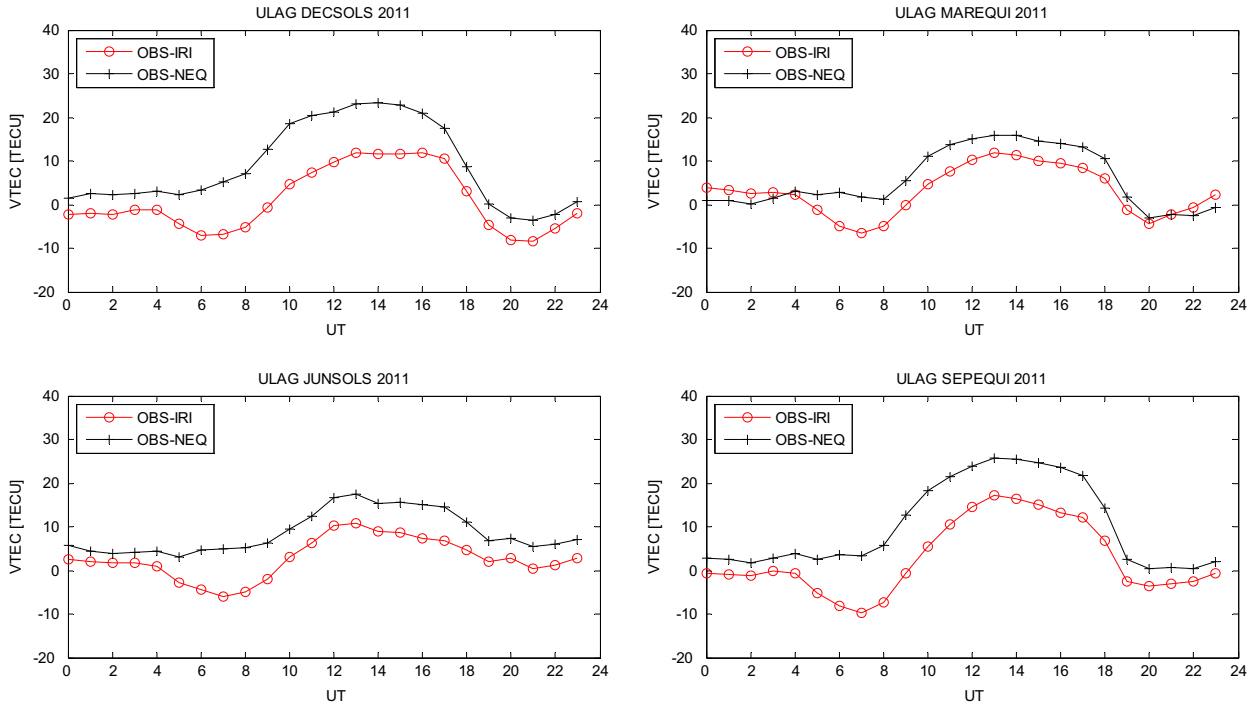 ULAG DECSOLS 2011
40
30
20
10
0
-10
-20
VTEC [TECU]
OBS-IRI
OBS-NEQ
0 2 4 6 8 10 12 14 16 18 20 22 24
UT
ULAG MAREQUI 2011
40
30
20
10
0
-10
-20
VTEC [TECU]
OBS-IRI
OBS-NEQ
0 2 4 6 8 10 12 14 16 18 20 22 24
UT
ULAG JUNSOLS 2011
40
30
20
10
0
-10
-20
VTEC [TECU]
OBS-IRI
OBS-NEQ
0 2 4 6 8 10 12 14 16 18 20 22 24
UT
ULAG SEPEQUI 2011
40
30
20
10
0
-10
-20
VTEC [TECU]
OBS-IRI
OBS-NEQ
0 2 4 6 8 10 12 14 16 18 20 22 24
UT